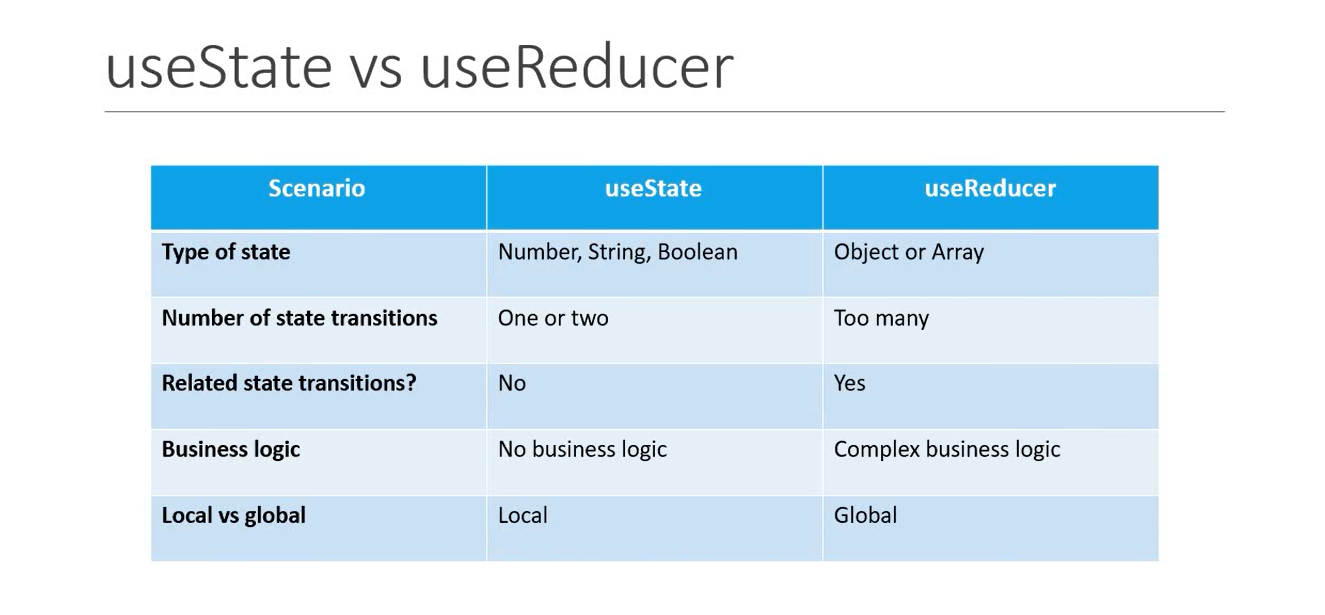 useState vs useReducer
Scenario useState useReducer
Type of state Number, String, Boolean Object or Array
Number of state transitions One or two Too many
Related state transitions? No Yes
Business logic No business logic Complex business logic
Local vs global Local Global